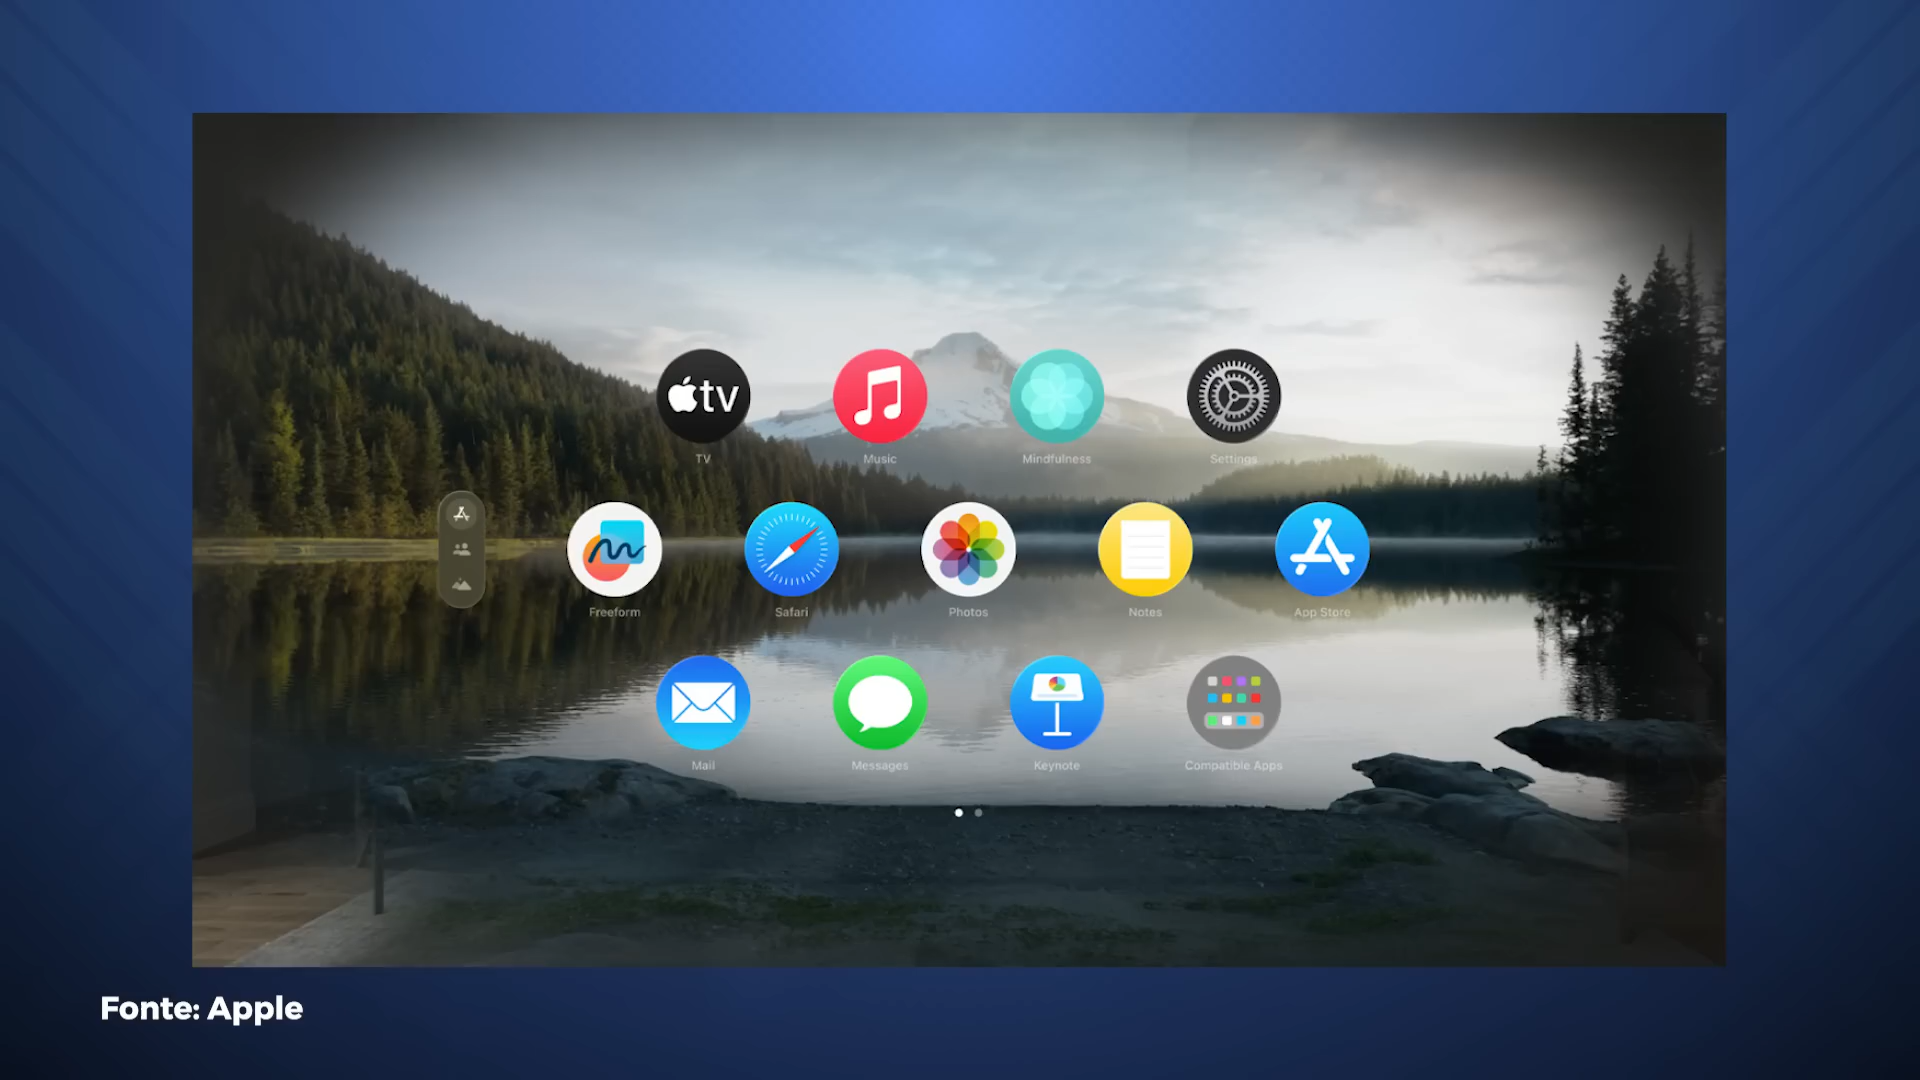 tv
TV
Music
Mindfulness
Settings
Freeform
Safari
Photos
Notes
App Store
Mail
Messages
Keynote
Compatible Apps
Fonte: Apple